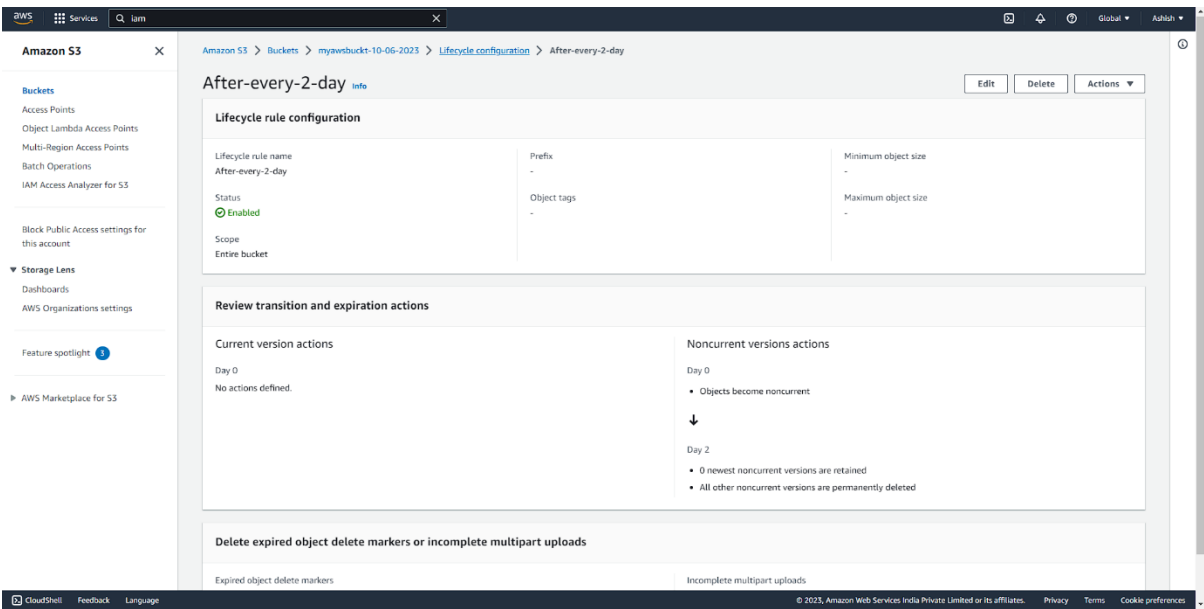 aws Services iam Global Ashish
Amazon S3
Buckets
Access Points
Object Lambda Access Points
Multi-Region Access Points
Batch Operations
IAM Access Analyzer for S3
Block Public Access settings for
this account
Storage Lens
Dashboards
AWS Organizations settings
Feature spotlight 3
AWS Marketplace for S3
Amazon S3 > Buckets > myawsbuckt-10-06-2023 > Lifecycle configuration > After-every-2-day
After-every-2-day Info
Edit Delete Actions
Lifecycle rule configuration
Lifecycle rule name
After-every-2-day
Status
Enabled
Scope
Entire bucket
Prefix
-
Object tags
-
Minimum object size
-
Maximum object size
-
Review transition and expiration actions
Current version actions
Day 0
No actions defined.
Noncurrent versions actions
Day 0
• Objects become noncurrent
↓
Day 2
• 0 newest noncurrent versions are retained
• All other noncurrent versions are permanently deleted
Delete expired object delete markers or incomplete multipart uploads
Expired object delete markers
Incomplete multipart uploads
CloudShell Feedback Language © 2023, Amazon Web Services India Private Limited or its affiliates. Privacy Terms Cookie preferences